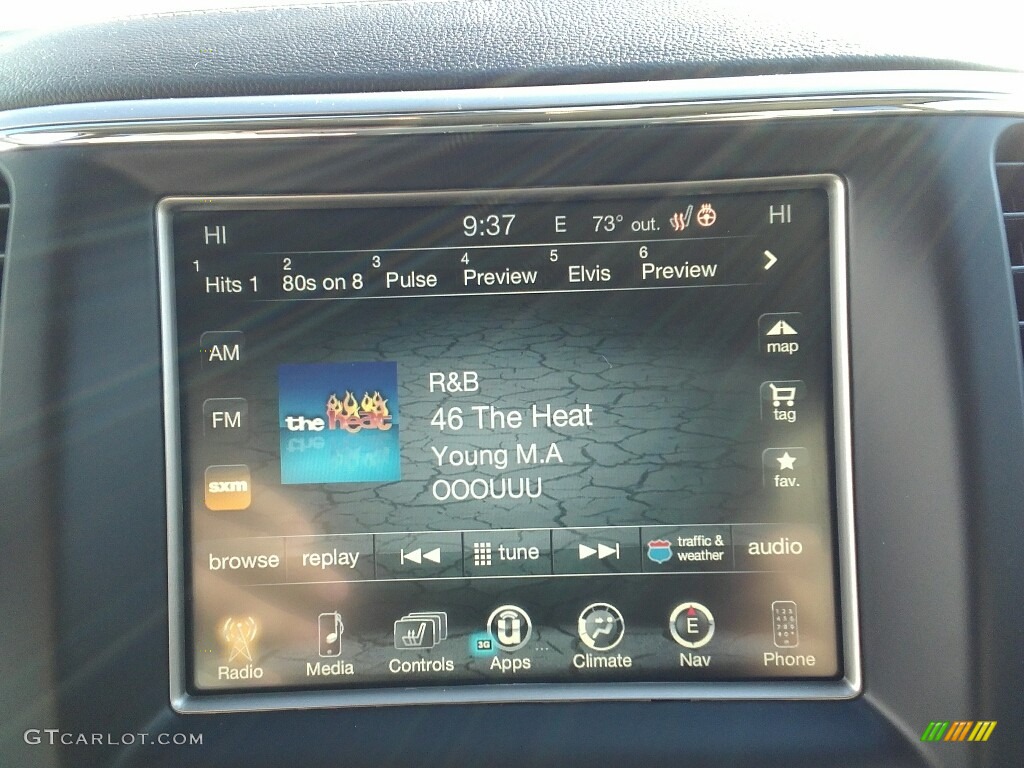 HI 9:37 E 73° out. HI
1 Hits 1 2 80s on 8 3 Pulse 4 Preview 5 Elvis 6 Preview
AM
FM
sxm
the heat
R&B
46 The Heat
Young M.A
OOOUUU
map
tag
fav.
browse replay tune traffic & weather audio
Radio Media Controls 3G Apps Climate E Nav Phone
GTCARLOT.COM